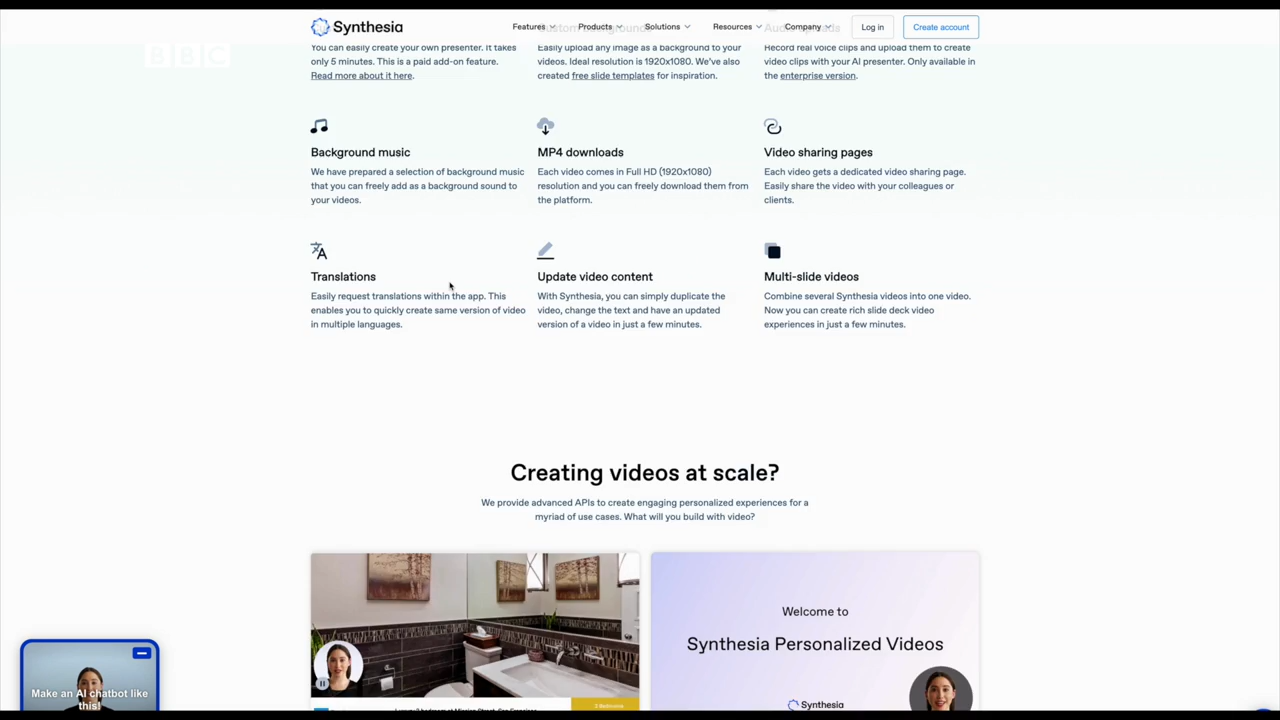 Synthesia
Features
Products
Solutions
Resources
Company
Log in
Create account
BBC
You can easily create your own presenter. It takes
only 5 minutes. This is a paid add-on feature.
Read more about it here.
Easily upload any image as a background to your
videos. Ideal resolution is 1920x1080. We've also
created free slide templates for inspiration.
Record real voice clips and upload them to create
video clips with your AI presenter. Only available in
the enterprise version.
Background music
We have prepared a selection of background music
that you can freely add as a background sound to
your videos.
MP4 downloads
Each video comes in Full HD (1920x1080)
resolution and you can freely download them from
the platform.
Video sharing pages
Each video gets a dedicated video sharing page.
Easily share the video with your colleagues or
clients.
Translations
Easily request translations within the app. This
enables you to quickly create same version of video
in multiple languages.
Update video content
With Synthesia, you can simply duplicate the
video, change the text and have an updated
version of a video in just a few minutes.
Multi-slide videos
Combine several Synthesia videos into one video.
Now you can create rich slide deck video
experiences in just a few minutes.
Creating videos at scale?
We provide advanced APIs to create engaging personalized experiences for a
myriad of use cases. What will you build with video?
Welcome to
Synthesia Personalized Videos
Synthesia
2 Bedrooms
Make an AI chatbot like
this!